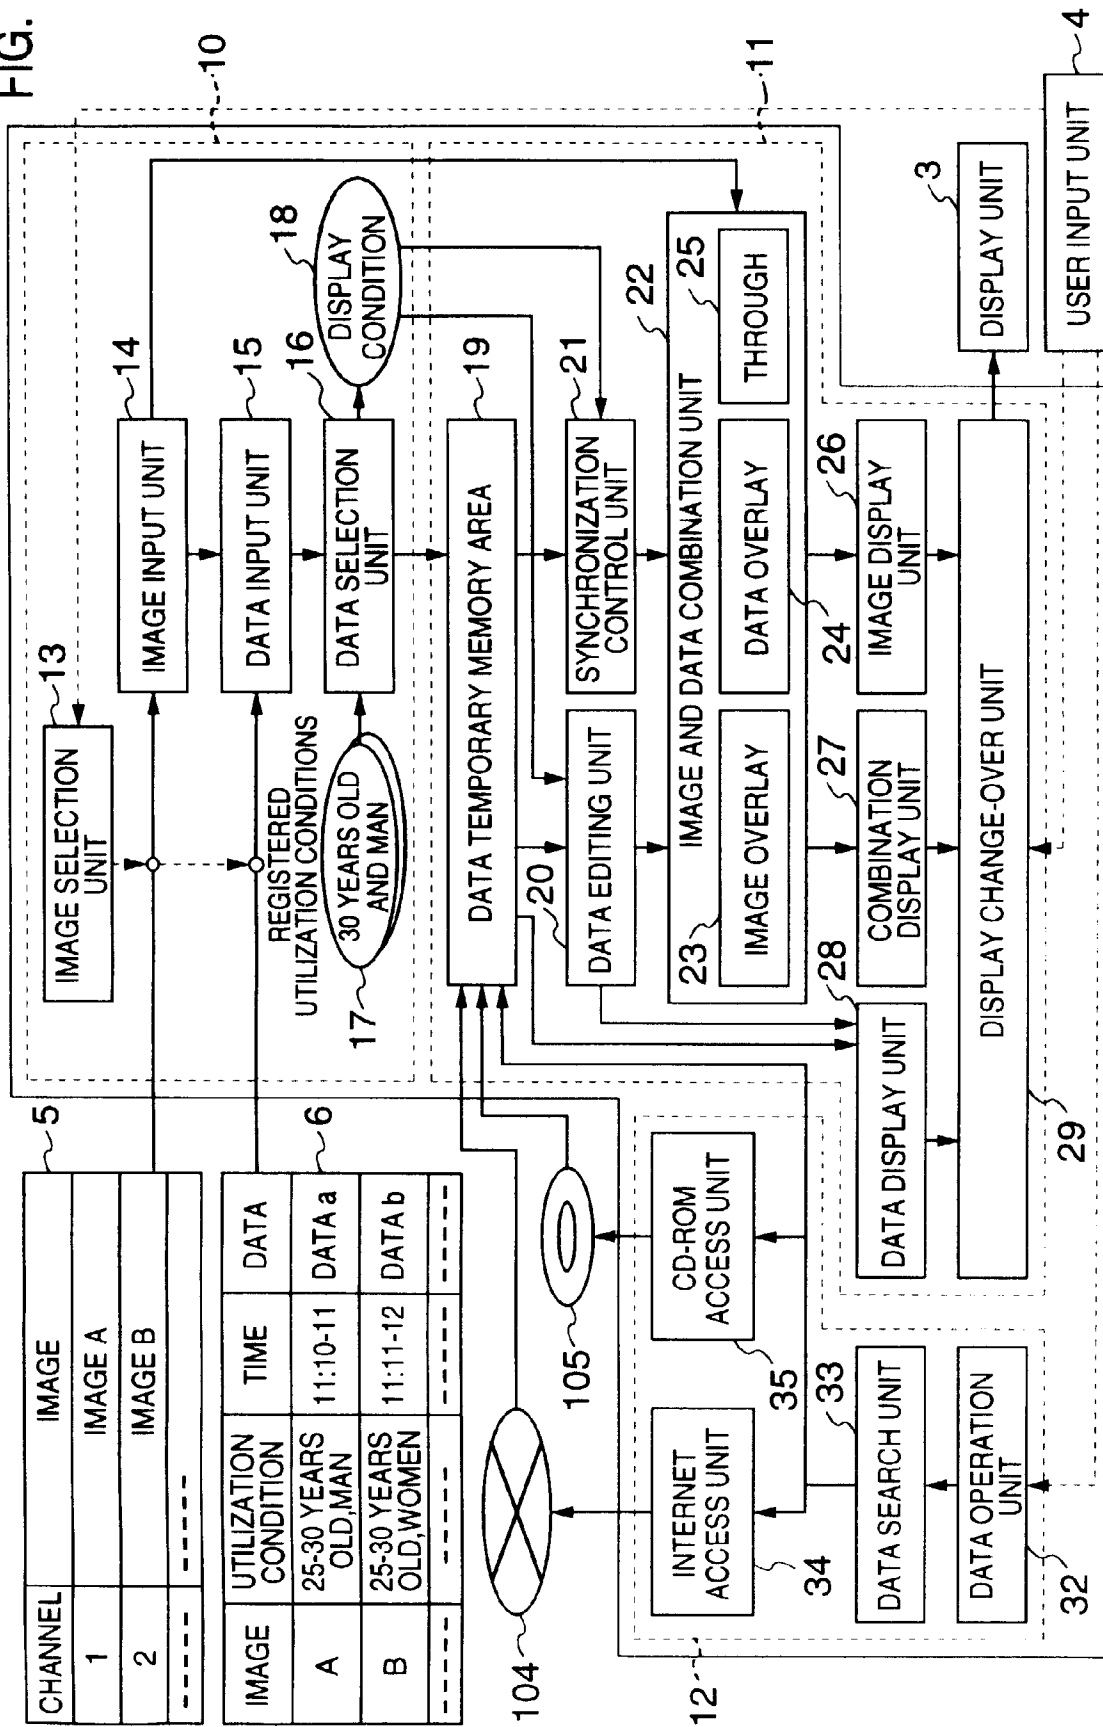 FIG.
CHANNEL
IMAGE
5
1
IMAGE A
2
IMAGE B
IMAGE
UTILIZATION
CONDITION
TIME
DATA
6
A
25-30 YEARS
OLD,MAN
11:10-11
DATA a
B
25-30 YEARS
OLD,WOMEN
11:11-12
DATA b
10
IMAGE SELECTION
UNIT
13
IMAGE INPUT UNIT
14
DATA INPUT UNIT
15
REGISTERED
UTILIZATION CONDITIONS
30 YEARS OLD
AND MAN
17
DATA SELECTION
UNIT
16
DISPLAY
CONDITION
18
11
DATA TEMPORARY MEMORY AREA
19
20
DATA EDITING UNIT
SYNCHRONIZATION
CONTROL UNIT
21
IMAGE AND DATA COMBINATION UNIT
22
23
IMAGE OVERLAY
DATA OVERLAY
24
THROUGH
25
104
105
12
INTERNET
ACCESS UNIT
34
CD-ROM
ACCESS UNIT
35
DATA SEARCH UNIT
33
DATA OPERATION
UNIT
32
DATA DISPLAY UNIT
28
COMBINATION
DISPLAY UNIT
27
IMAGE DISPLAY
UNIT
26
DISPLAY CHANGE-OVER UNIT
29
DISPLAY UNIT
3
USER INPUT UNIT
4